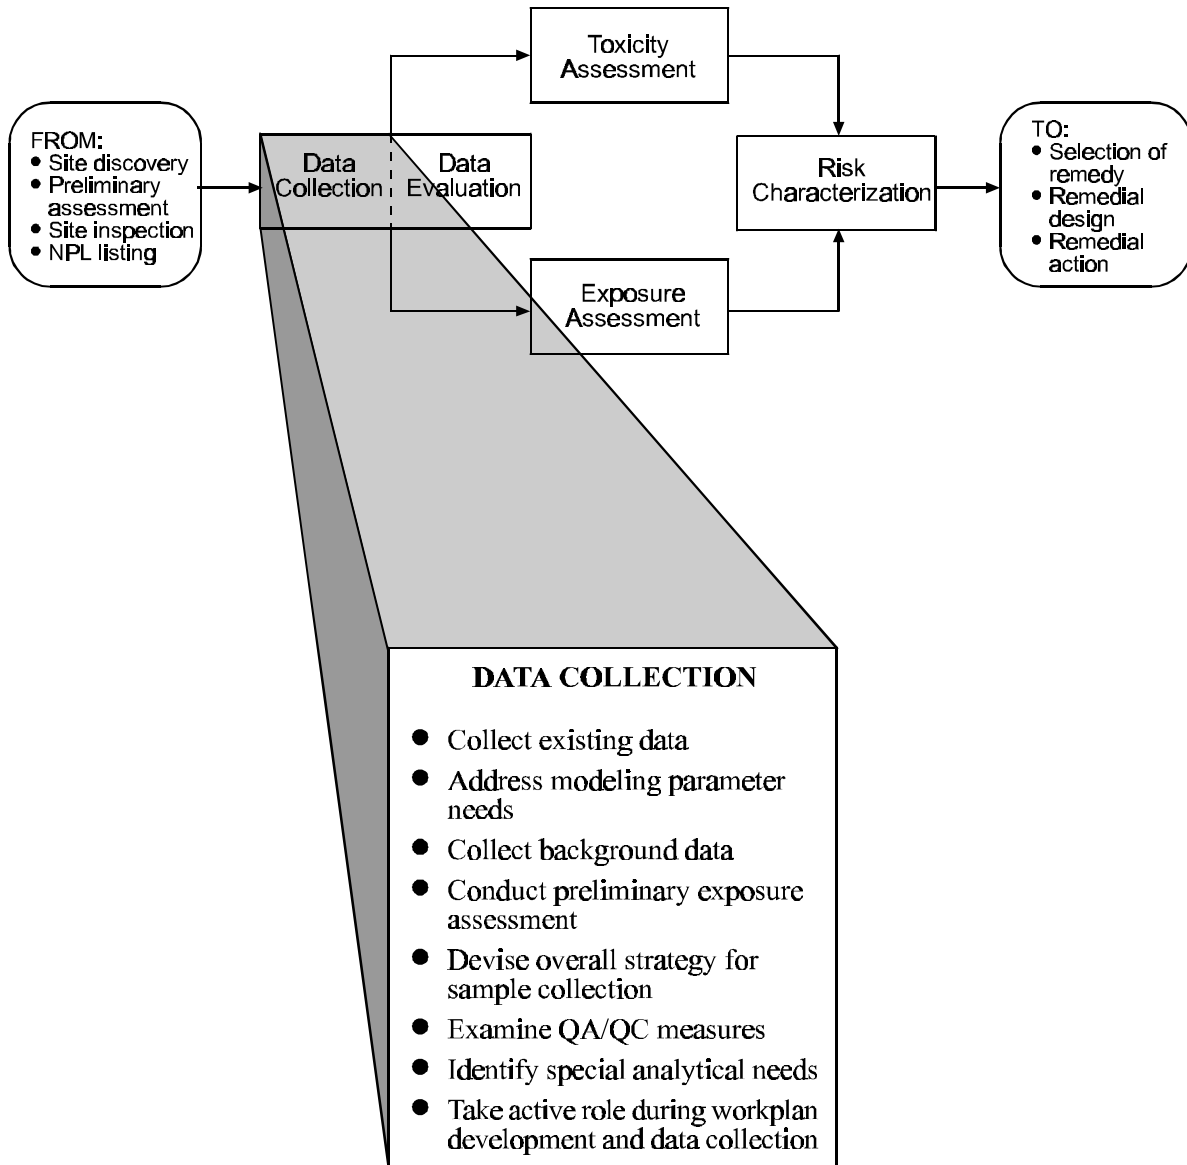 Toxicity
Assessment
FROM:
• Site discovery
• Preliminary
assessment
• Site inspection
• NPL listing
Data
Collection
Data
Evaluation
Risk
Characterization
TO:
• Selection of
remedy
• Remedial
design
• Remedial
action
Exposure
Assessment
DATA COLLECTION
• Collect existing data
• Address modeling parameter
needs
• Collect background data
• Conduct preliminary exposure
assessment
• Devise overall strategy for
sample collection
• Examine QA/QC measures
• Identify special analytical needs
• Take active role during workplan
development and data collection